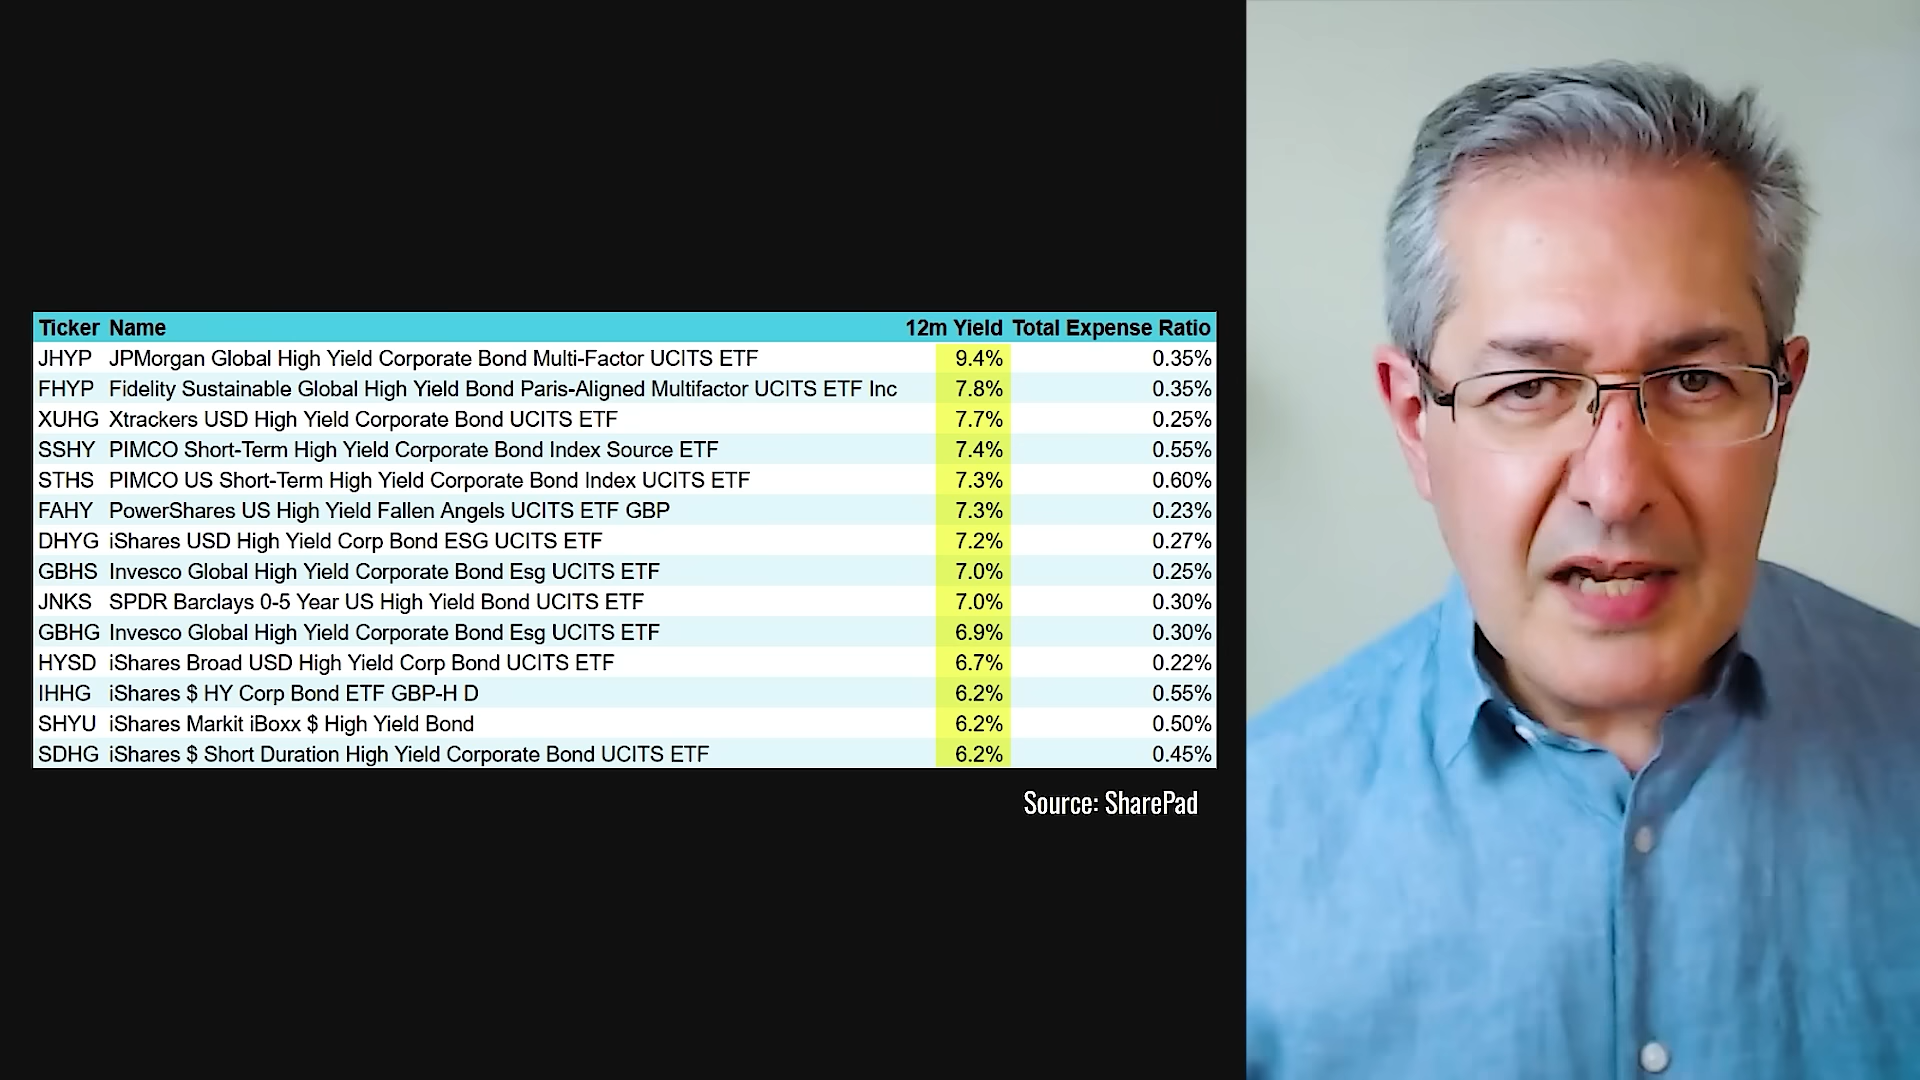 Ticker Name 12m Yield Total Expense Ratio
JHYP JPMorgan Global High Yield Corporate Bond Multi-Factor UCITS ETF 9.4% 0.35%
FHYP Fidelity Sustainable Global High Yield Bond Paris-Aligned Multifactor UCITS ETF Inc 7.8% 0.35%
XUHG Xtrackers USD High Yield Corporate Bond UCITS ETF 7.7% 0.25%
SSHY PIMCO Short-Term High Yield Corporate Bond Index Source ETF 7.4% 0.55%
STHS PIMCO US Short-Term High Yield Corporate Bond Index UCITS ETF 7.3% 0.60%
FAHY PowerShares US High Yield Fallen Angels UCITS ETF GBP 7.3% 0.23%
DHYG iShares USD High Yield Corp Bond ESG UCITS ETF 7.2% 0.27%
GBHS Invesco Global High Yield Corporate Bond Esg UCITS ETF 7.0% 0.25%
JNKS SPDR Barclays 0-5 Year US High Yield Bond UCITS ETF 7.0% 0.30%
GBHG Invesco Global High Yield Corporate Bond Esg UCITS ETF 6.9% 0.30%
HYSD iShares Broad USD High Yield Corp Bond UCITS ETF 6.7% 0.22%
IHHG iShares $ HY Corp Bond ETF GBP-H D 6.2% 0.55%
SHYU iShares Markit iBoxx $ High Yield Bond 6.2% 0.50%
SDHG iShares $ Short Duration High Yield Corporate Bond UCITS ETF 6.2% 0.45%
Source: SharePad